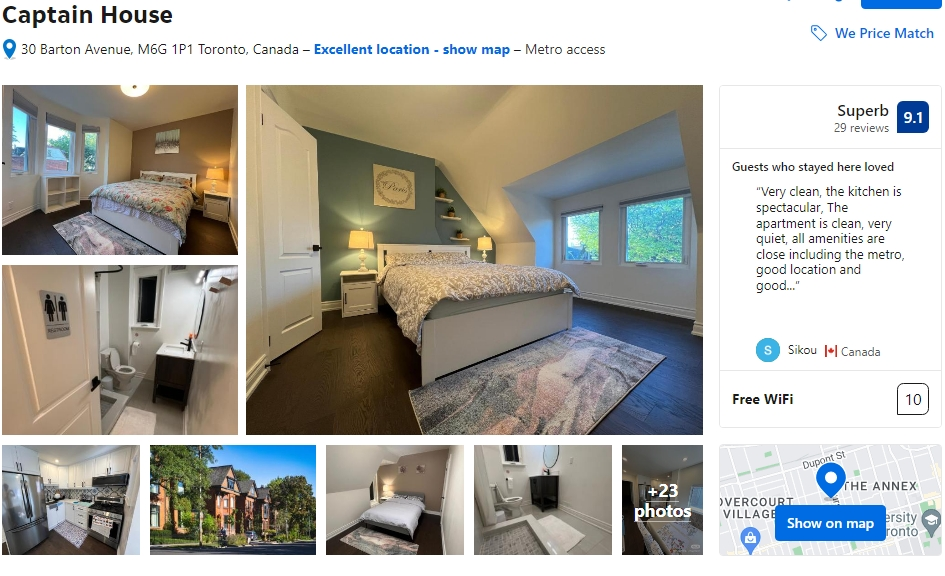 Captain House
30 Barton Avenue, M6G 1P1 Toronto, Canada – Excellent location - show map – Metro access
We Price Match
Paris
RESTROOM
+23
photos
Superb
29 reviews
9.1
Guests who stayed here loved
“Very clean, the kitchen is
spectacular, The
apartment is clean, very
quiet, all amenities are
close including the metro,
good location and
good...”
S
Sikou
Canada
Free WiFi
10
Dupont St
THE ANNEX
OVERCOURT
VILLAGE
ersity
ronto
Show on map